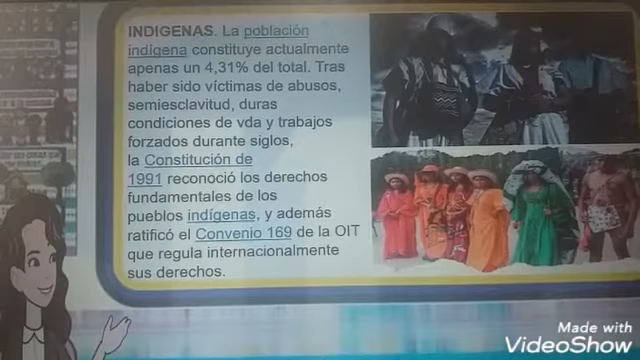 INDIGENAS. La población
indígena constituye actualmente
apenas un 4,31% del total. Tras
haber sido víctimas de abusos,
semiesclavitud, duras
condiciones de vda y trabajos
forzados durante siglos,
la Constitución de
1991 reconoció los derechos
fundamentales de los
pueblos indígenas, y además
ratificó el Convenio 169 de la OIT
que regula internacionalmente
sus derechos.
Made with
VideoShow